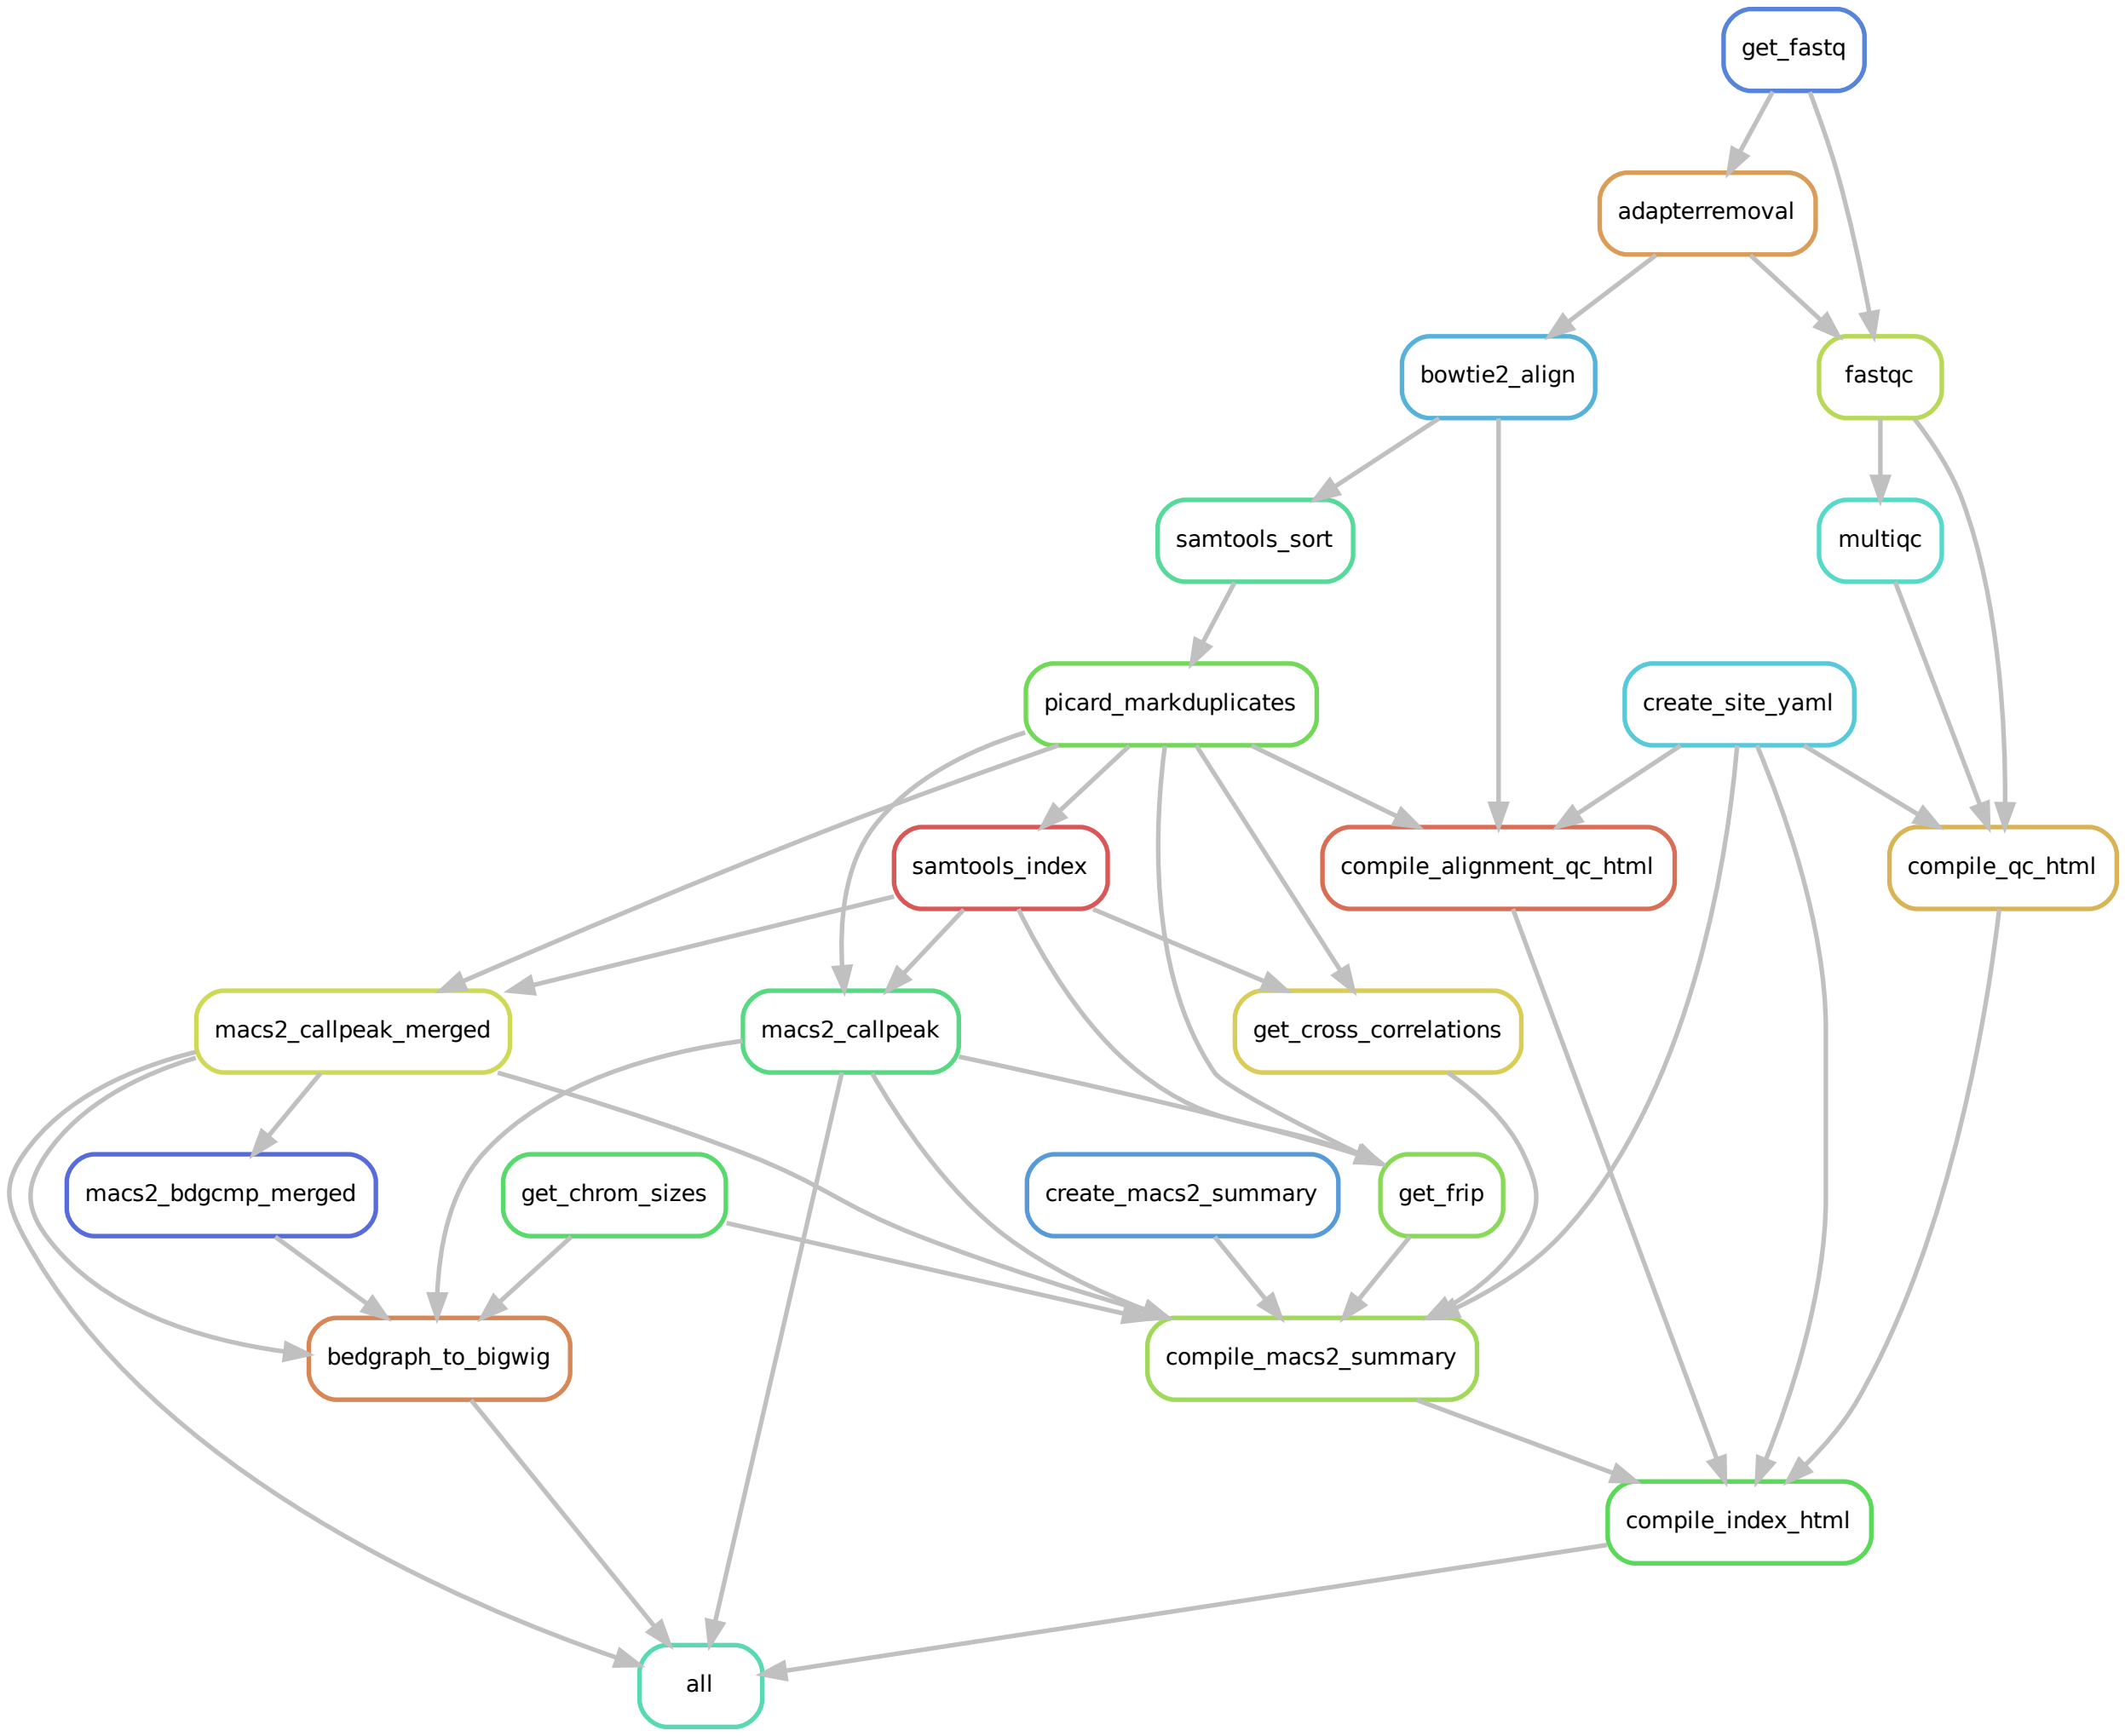 get_fastq
adapterremoval
bowtie2_align
fastqc
samtools_sort
multiqc
picard_markduplicates
create_site_yaml
samtools_index
compile_alignment_qc_html
compile_qc_html
macs2_callpeak_merged
macs2_callpeak
get_cross_correlations
macs2_bdgcmp_merged
get_chrom_sizes
create_macs2_summary
get_frip
bedgraph_to_bigwig
compile_macs2_summary
compile_index_html
all